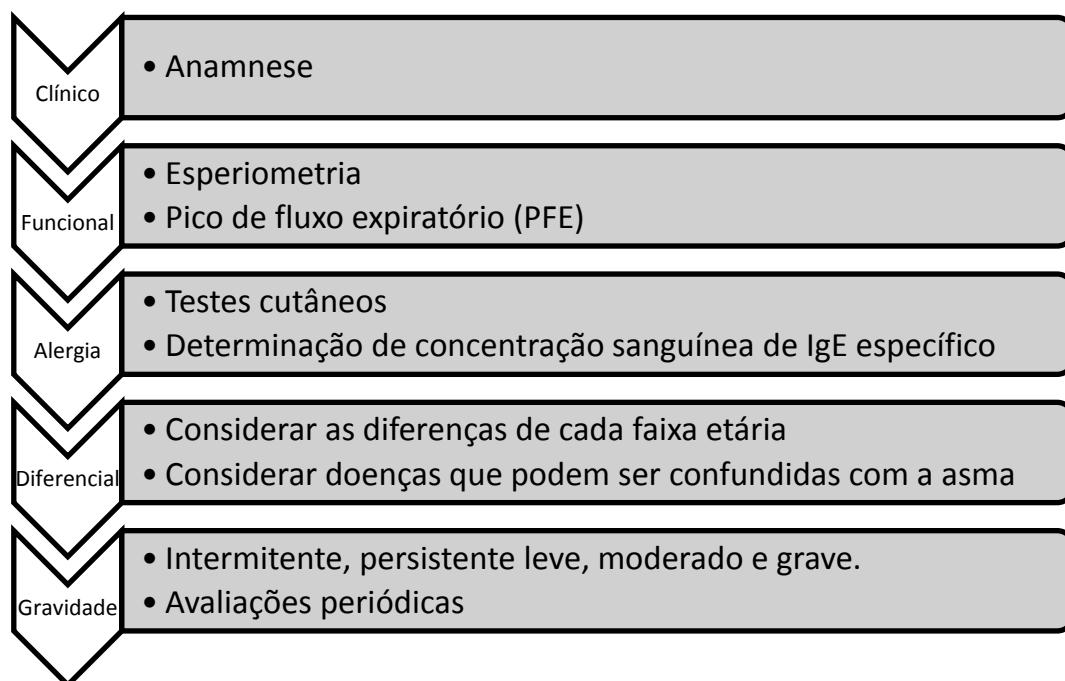 Clínico
• Anamnese
Funcional
• Esperiometria
• Pico de fluxo expiratório (PFE)
Alergia
• Testes cutâneos
• Determinação de concentração sanguínea de IgE específico
Diferencial
• Considerar as diferenças de cada faixa etária
• Considerar doenças que podem ser confundidas com a asma
Gravidade
• Intermitente, persistente leve, moderado e grave.
• Avaliações periódicas